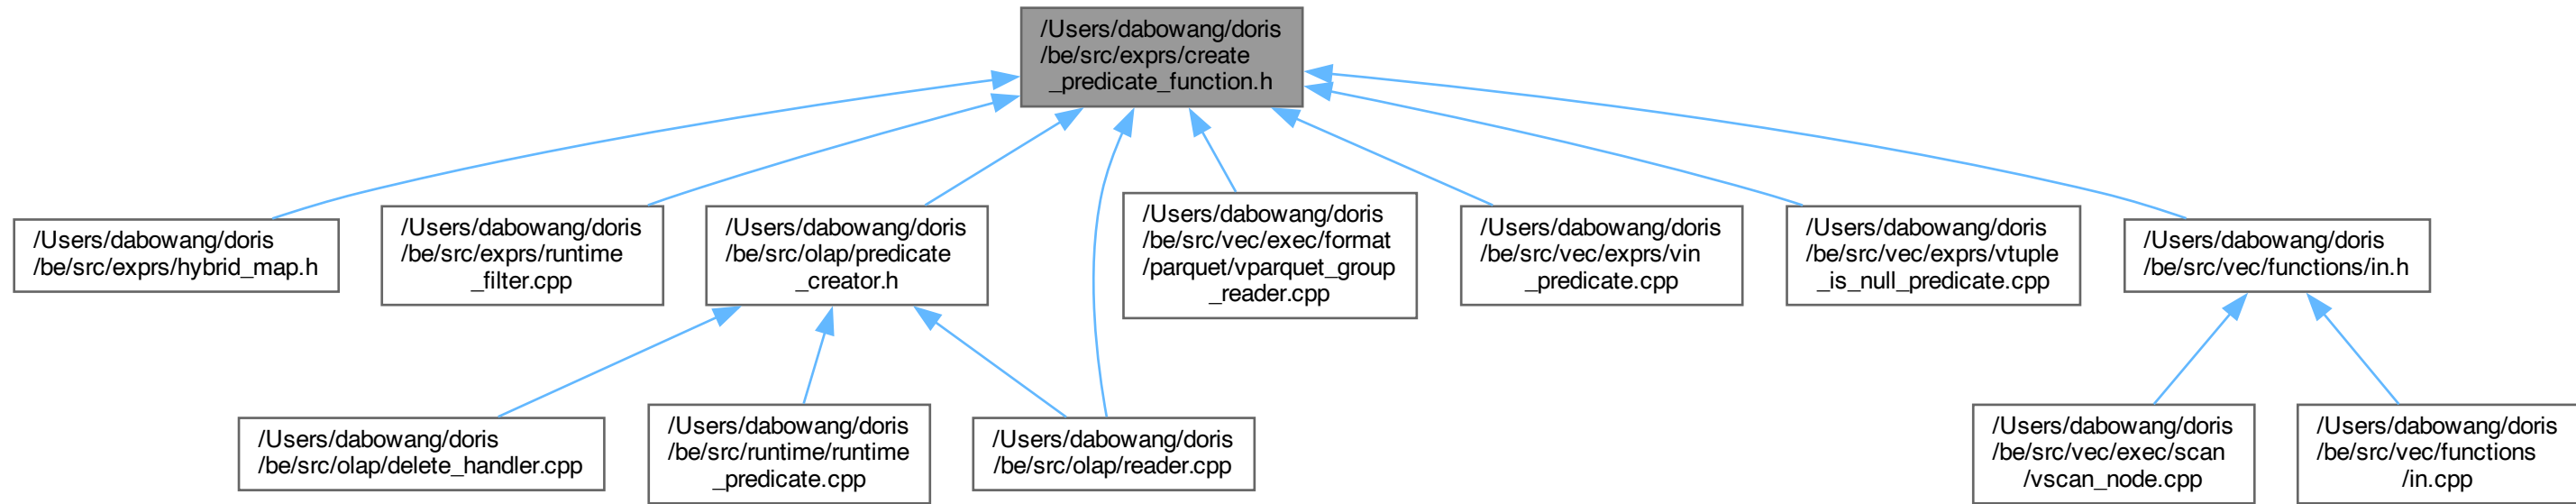 /Users/dabowang/doris
/be/src/exprs/create
_predicate_function.h
/Users/dabowang/doris
/be/src/exprs/hybrid_map.h
/Users/dabowang/doris
/be/src/exprs/runtime
_filter.cpp
/Users/dabowang/doris
/be/src/olap/predicate
_creator.h
/Users/dabowang/doris
/be/src/vec/exec/format
/parquet/vparquet_group
_reader.cpp
/Users/dabowang/doris
/be/src/vec/exprs/vin
_predicate.cpp
/Users/dabowang/doris
/be/src/vec/exprs/vtuple
_is_null_predicate.cpp
/Users/dabowang/doris
/be/src/vec/functions/in.h
/Users/dabowang/doris
/be/src/olap/delete_handler.cpp
/Users/dabowang/doris
/be/src/runtime/runtime
_predicate.cpp
/Users/dabowang/doris
/be/src/olap/reader.cpp
/Users/dabowang/doris
/be/src/vec/exec/scan
/vscan_node.cpp
/Users/dabowang/doris
/be/src/vec/functions
/in.cpp